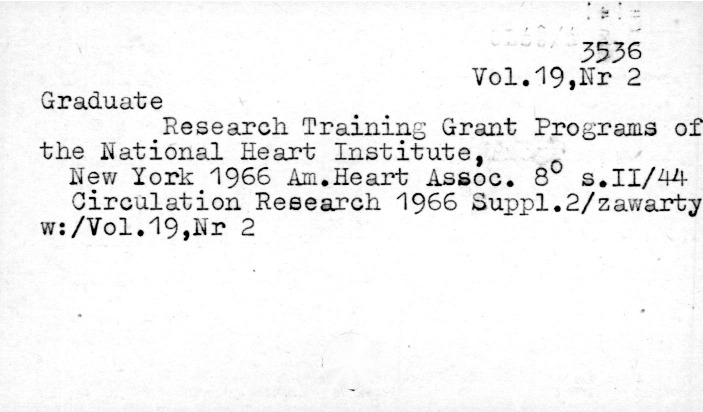 3536
Vol.19,Nr 2
Graduate
Research Training Grant Programs of
the National Heart Institute,
New York 1966 Am.Heart Assoc. 8° s.II/44
Circulation Research 1966 Suppl.2/zawarty
w:/Vol.19,Nr 2